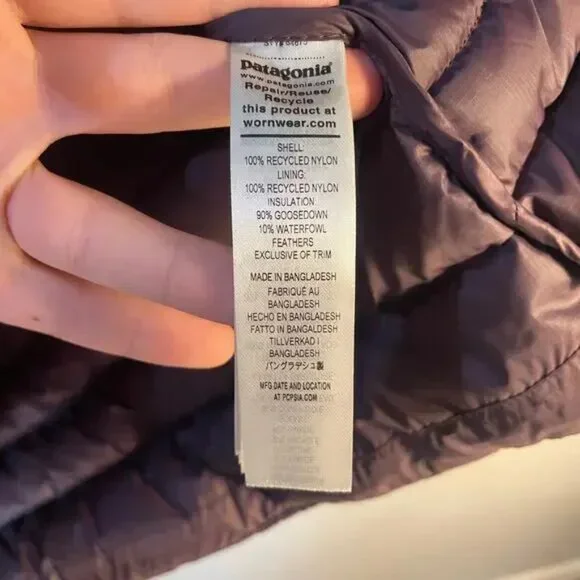 patagonia®
www.patagonia.com
Repair/Reuse/
Recycle
this product at
wornwear.com
SHELL:
100% RECYCLED NYLON
LINING:
100% RECYCLED NYLON
INSULATION
90% GOOSEDOWN
10% WATERFOWL
FEATHERS
EXCLUSIVE OF TRIM
MADE IN BANGLADESH
FABRIQUÉ AU
BANGLADESH
HECHO EN BANGLADESH
FATTO IN BANGALDESH
TILLVERKAD I
BANGLADESH
バングラデシュ製
MFG DATE AND LOCATION
AT PCPSIA.COM